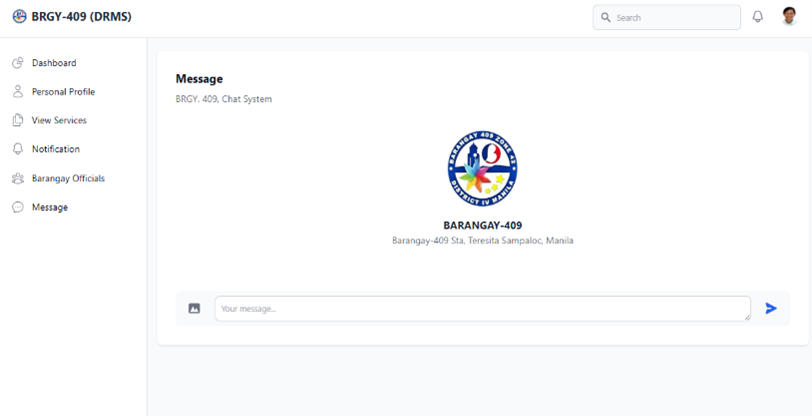 BRGY-409 (DRMS)
Search
Dashboard
Personal Profile
View Services
Notification
Barangay Officials
Message
Message
BRGY. 409, Chat System
BARANGAY 409 ZONE 42
DISTRICT IV MANILA
BARANGAY-409
Barangay-409 Sta, Teresita Sampaloc, Manila
Your message...